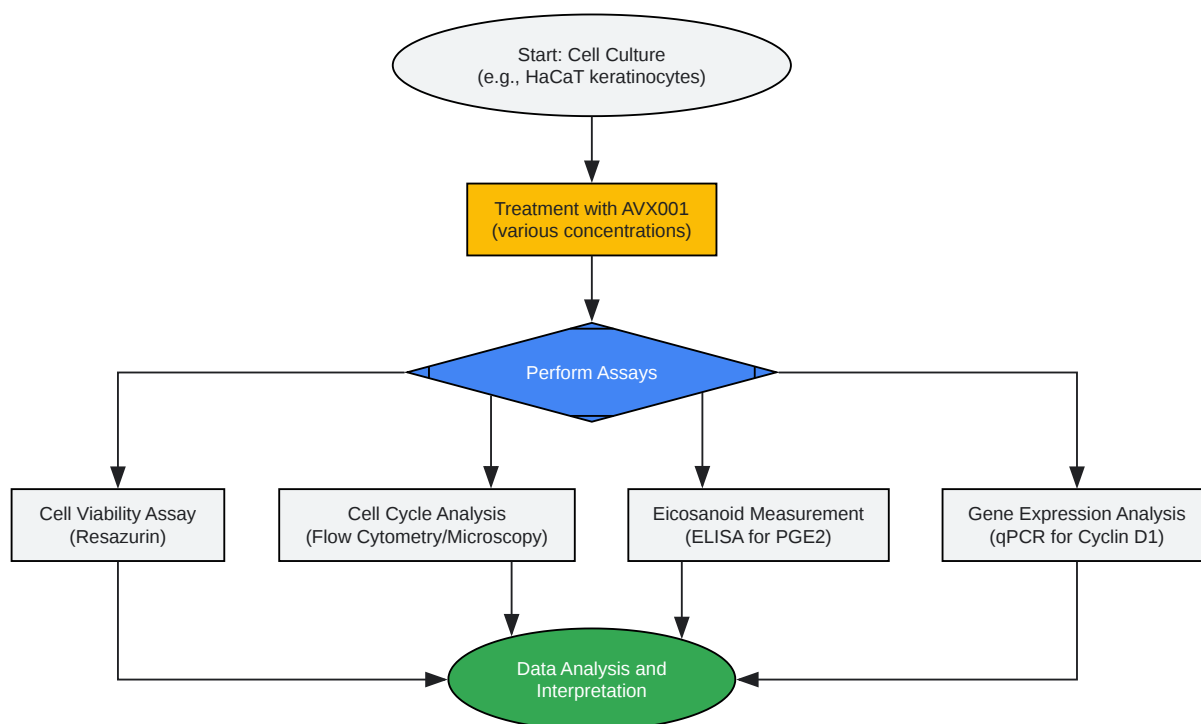 Start: Cell Culture
(e.g., HaCaT keratinocytes)
Treatment with AVX001
(various concentrations)
Perform Assays
Cell Viability Assay
(Resazurin)
Cell Cycle Analysis
(Flow Cytometry/Microscopy)
Eicosanoid Measurement
(ELISA for PGE2)
Gene Expression Analysis
(qPCR for Cyclin D1)
Data Analysis and
Interpretation